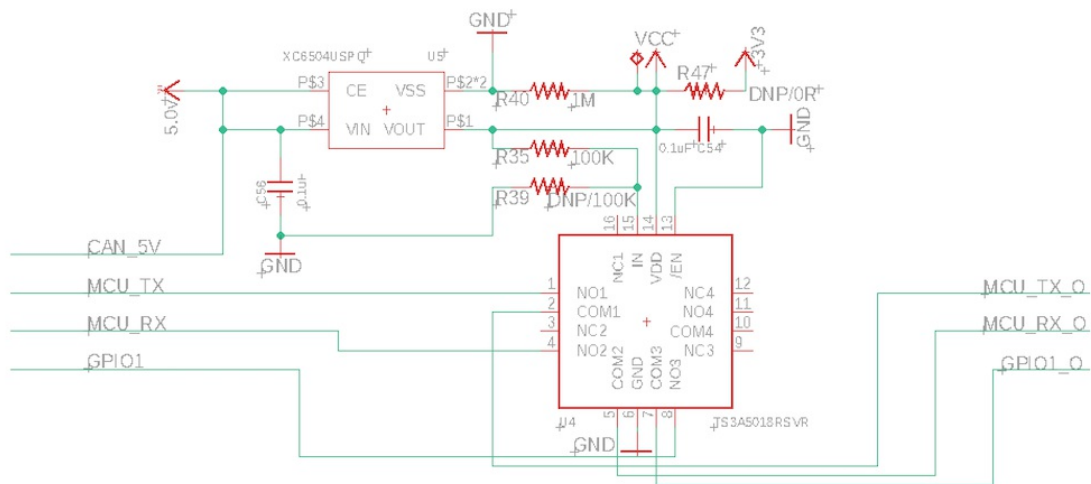 GND
XC6504USPQ U5
VCC
+3V3
5.0V
P$3 CE VSS P$2*2
P$4 VIN VOUT P$1
R40 1M
R47
DNP/0R
0.1uF C54
GND
R35 100K
R39 DNP/100K
C56 0.1uF
GND
16 15 14 13
NC1 IN VDD /EN
CAN_5V
MCU_TX
MCU_RX
GPIO1
1 NO1
2 COM1
3 NC2
4 NO2
NC4 12
NO4 11
COM4 10
NC3 9
COM2 GND COM3 NO3
5 6 7 8
U4
TS3A5018RSVR
GND
MCU_TX_O
MCU_RX_O
GPIO1_O